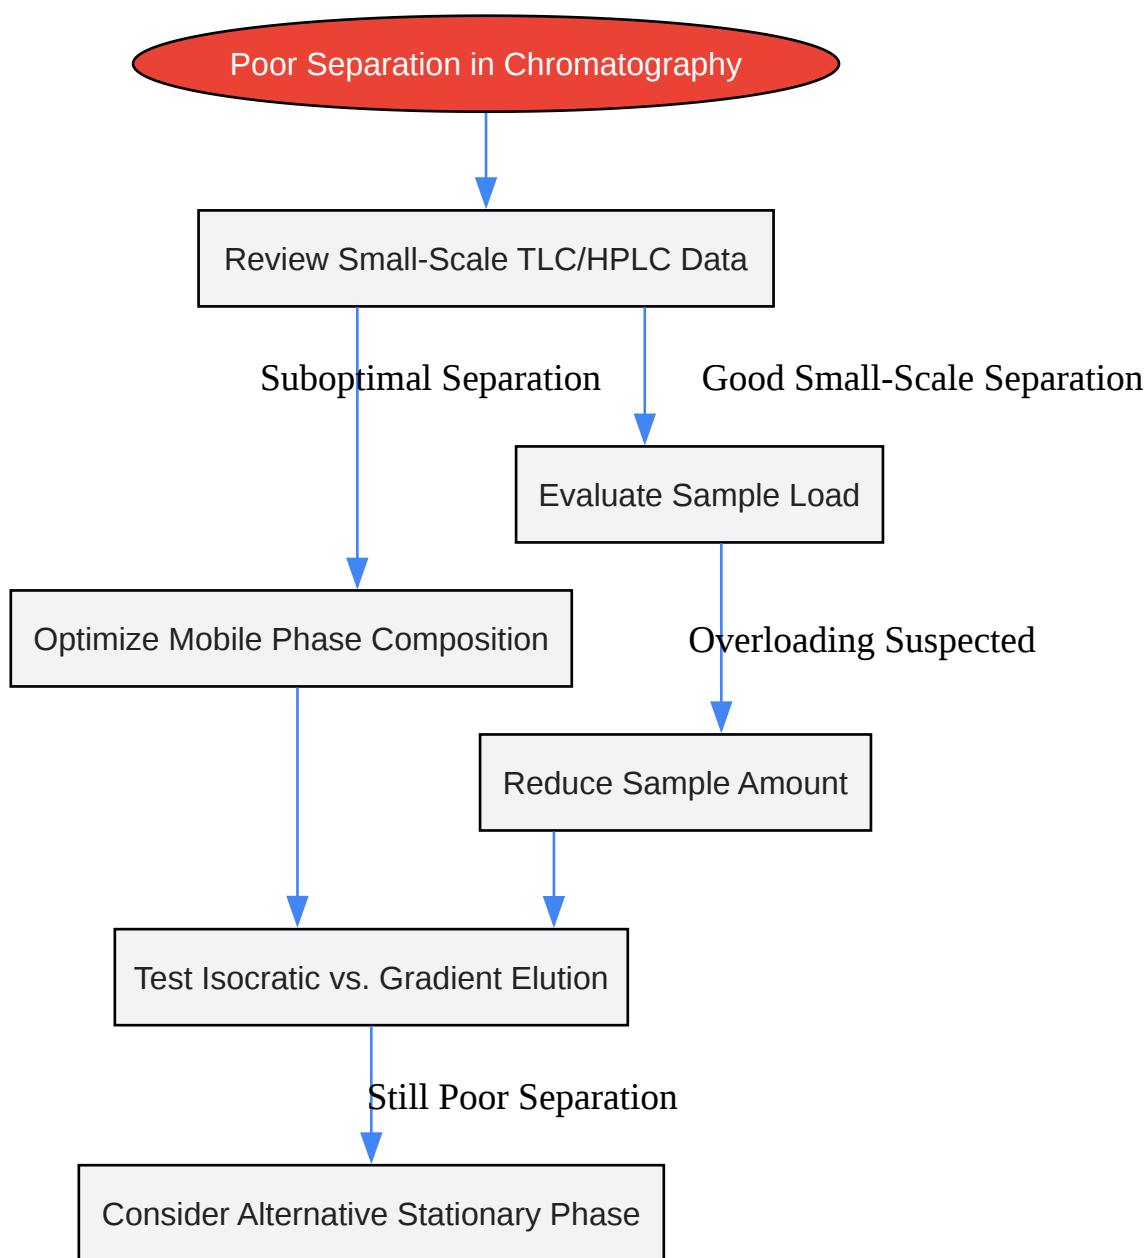 Poor Separation in Chromatography
Review Small-Scale TLC/HPLC Data
Suboptimal Separation
Good Small-Scale Separation
Evaluate Sample Load
Optimize Mobile Phase Composition
Overloading Suspected
Reduce Sample Amount
Test Isocratic vs. Gradient Elution
Still Poor Separation
Consider Alternative Stationary Phase